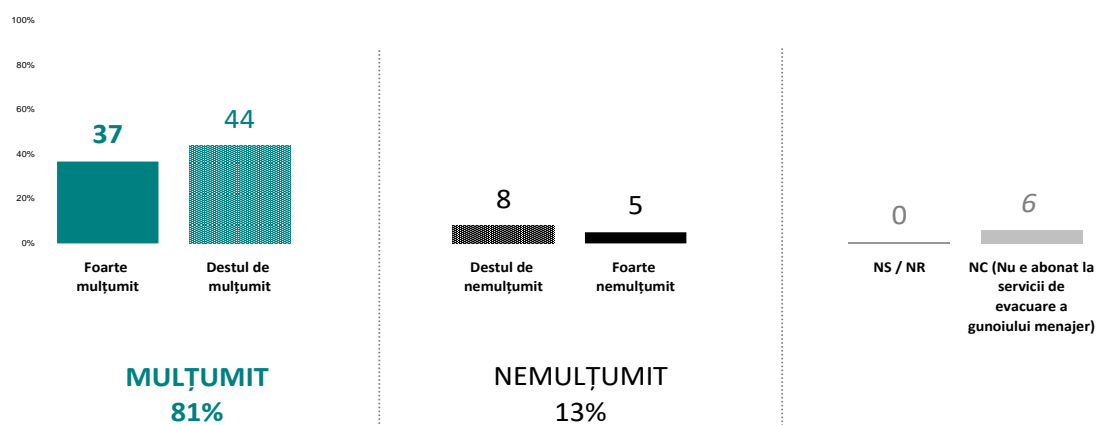 100%
80%
60%
40%
20%
0%
37
44
8
5
0
6
Foarte
mulțumit
Destul de
mulțumit
Destul de
nemulțumit
Foarte
nemulțumit
NS / NR
NC (Nu e abonat la
servicii de
evacuare a
gunoiului menajer)
MULȚUMIT
81%
NEMULȚUMIT
13%